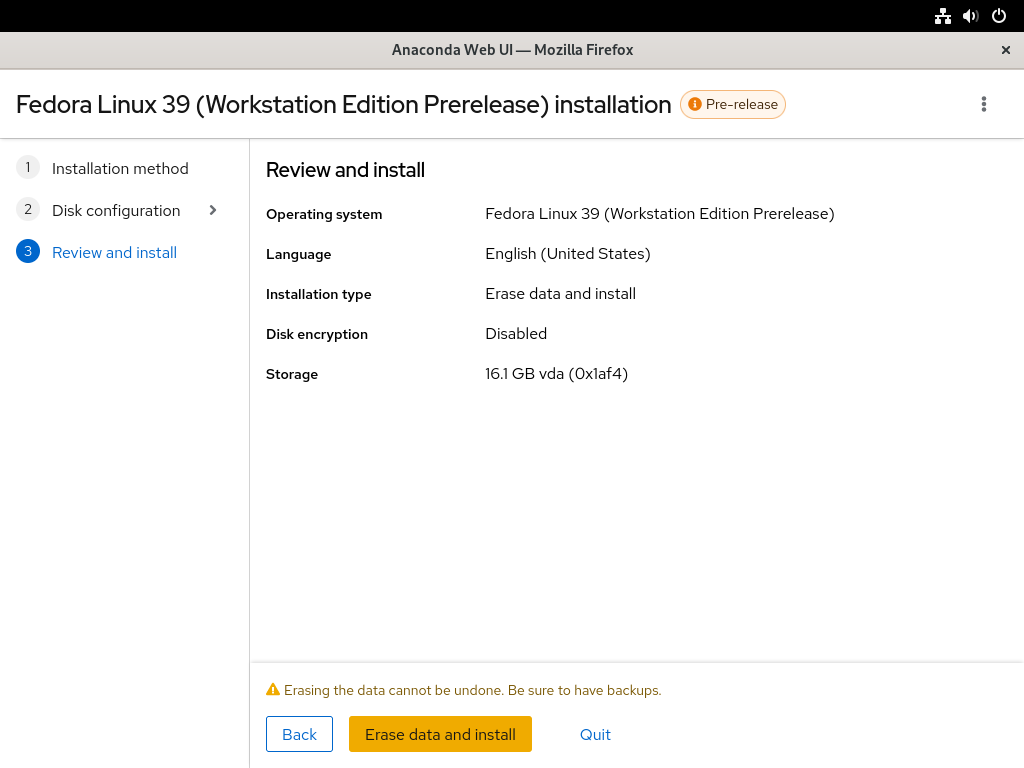 Anaconda Web UI — Mozilla Firefox
Fedora Linux 39 (Workstation Edition Prerelease) installation Pre-release
1 Installation method
2 Disk configuration
3 Review and install
Review and install
Operating system Fedora Linux 39 (Workstation Edition Prerelease)
Language English (United States)
Installation type Erase data and install
Disk encryption Disabled
Storage 16.1 GB vda (0x1af4)
Erasing the data cannot be undone. Be sure to have backups.
Back Erase data and install Quit